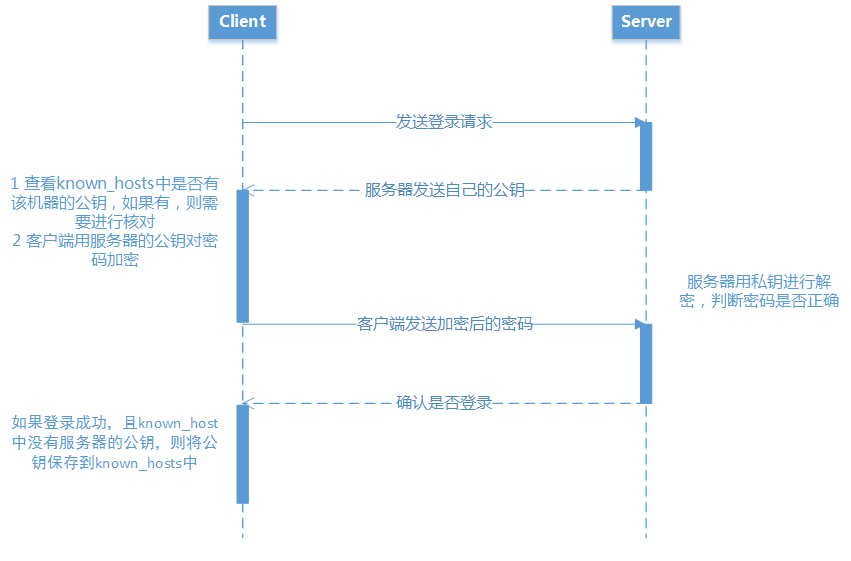 Client
Server
发送登录请求
1 查看known_hosts中是否有
该机器的公钥，如果有，则需
要进行核对
2 客户端用服务器的公钥对密
码加密
服务器发送自己的公钥
服务器用私钥进行解
密，判断密码是否正确
客户端发送加密后的密码
确认是否登录
如果登录成功，且known_host
中没有服务器的公钥，则将公
钥保存到known_hosts中